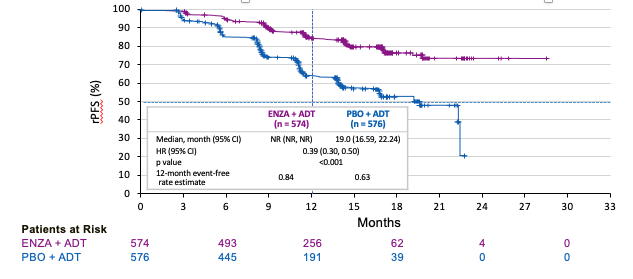 100
90
80
70
60
50
40
30
20
10
0
rPFS (%)
ENZA + ADT PBO + ADT
(n = 574) (n = 576)
Median, month (95% CI) NR (NR, NR) 19.0 (16.59, 22.24)
HR (95% CI) 0.39 (0.30, 0.50)
p value <0.001
12-month event-free
rate estimate 0.84 0.63
0 3 6 9 12 15 18 21 24 27 30 33
Months
Patients at Risk
ENZA + ADT 574 493 256 62 4 0
PBO + ADT 576 445 191 39 0 0